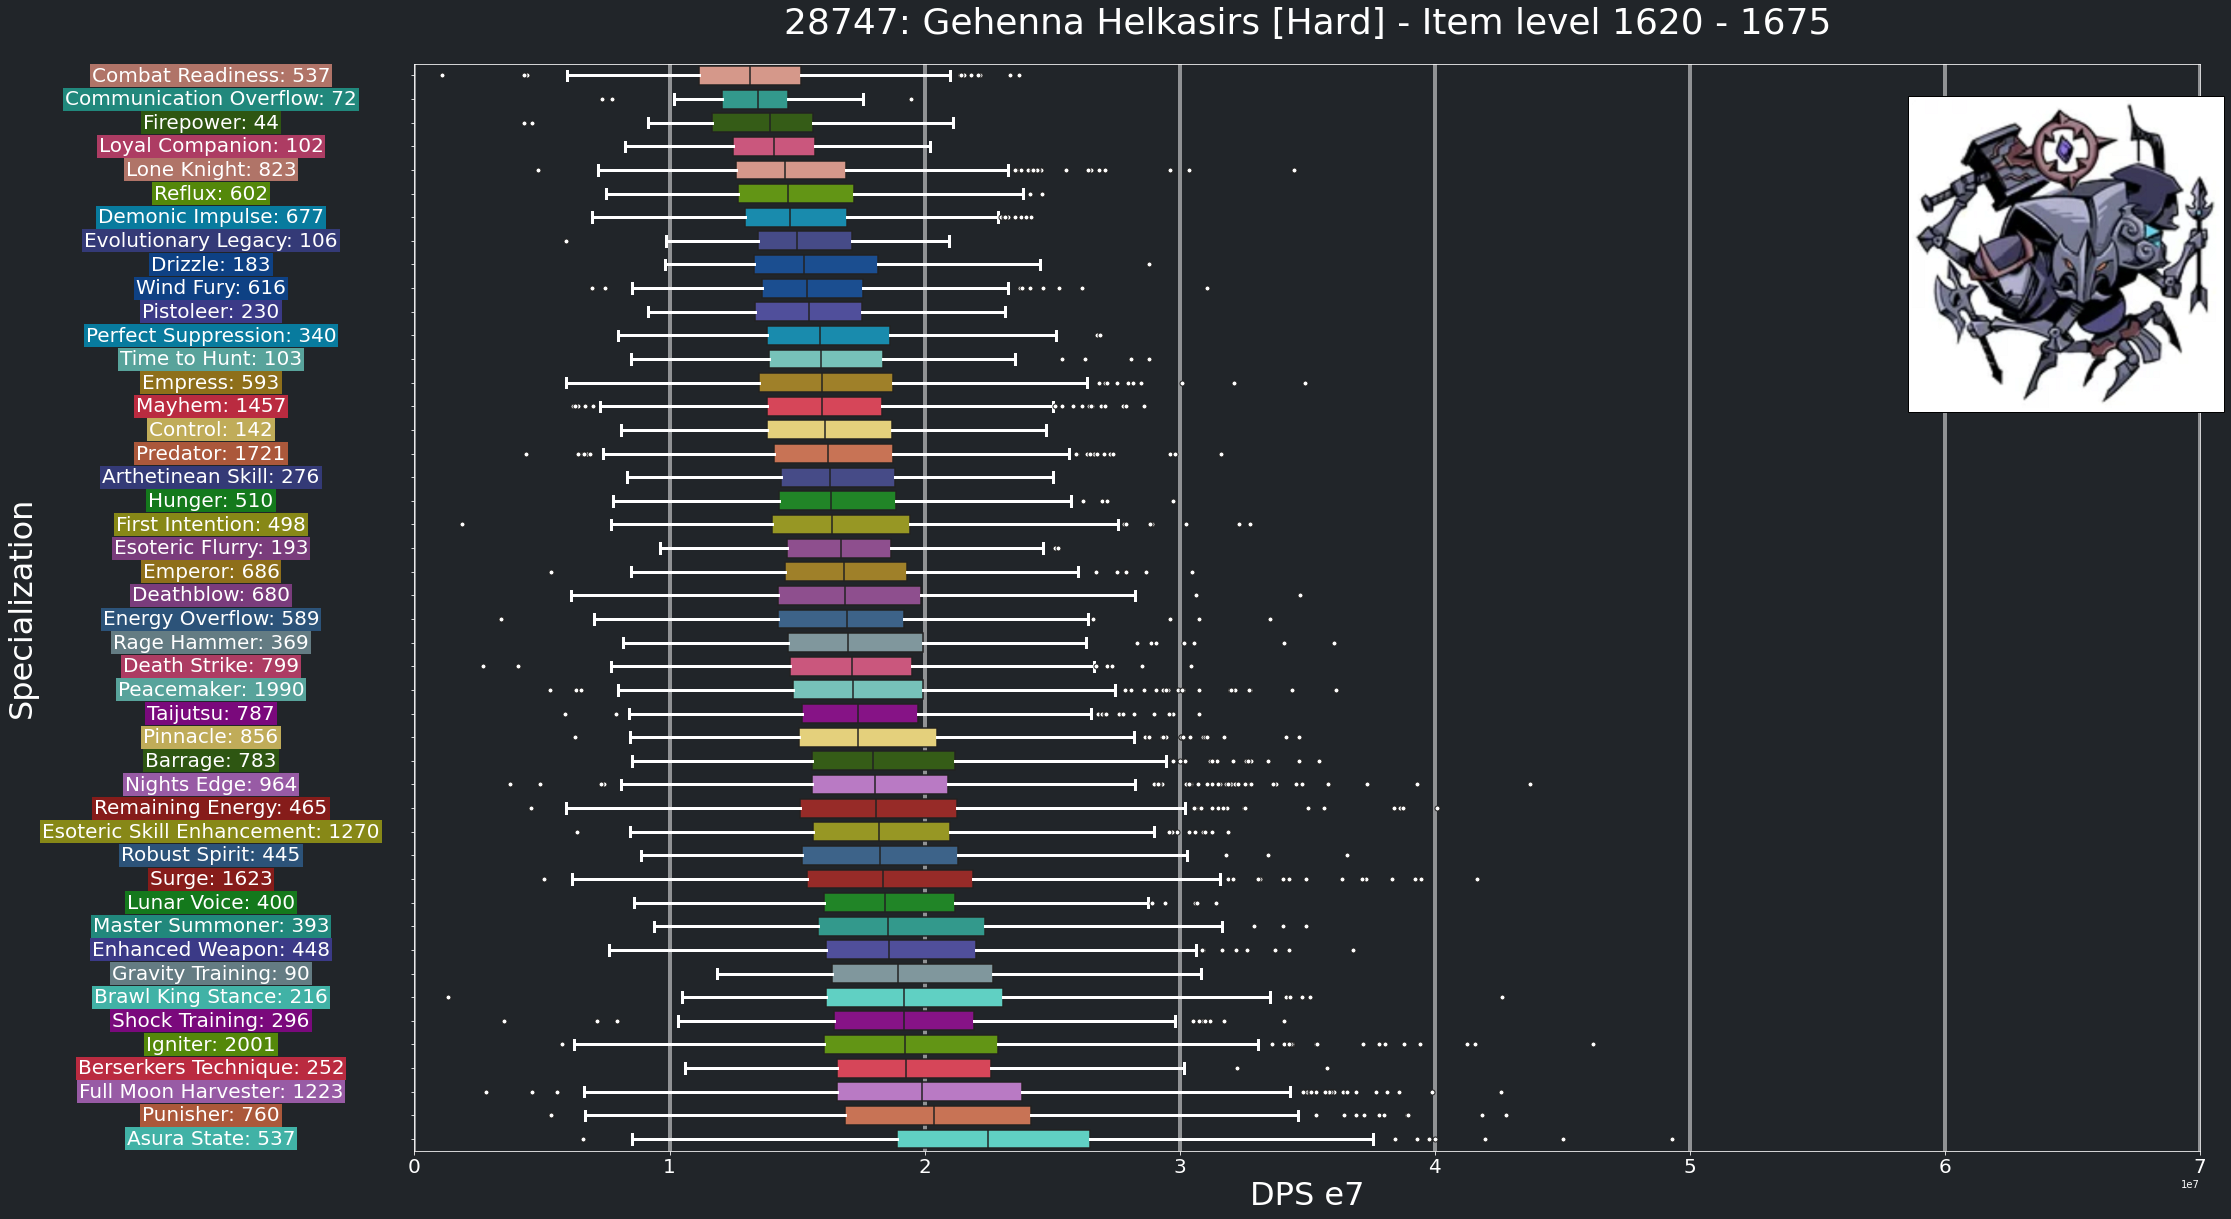 28747: Gehenna Helkasirs [Hard] - Item level 1620 - 1675
Specialization
Combat Readiness: 537
Communication Overflow: 72
Firepower: 44
Loyal Companion: 102
Lone Knight: 823
Reflux: 602
Demonic Impulse: 677
Evolutionary Legacy: 106
Drizzle: 183
Wind Fury: 616
Pistoleer: 230
Perfect Suppression: 340
Time to Hunt: 103
Empress: 593
Mayhem: 1457
Control: 142
Predator: 1721
Arthetinean Skill: 276
Hunger: 510
First Intention: 498
Esoteric Flurry: 193
Emperor: 686
Deathblow: 680
Energy Overflow: 589
Rage Hammer: 369
Death Strike: 799
Peacemaker: 1990
Taijutsu: 787
Pinnacle: 856
Barrage: 783
Nights Edge: 964
Remaining Energy: 465
Esoteric Skill Enhancement: 1270
Robust Spirit: 445
Surge: 1623
Lunar Voice: 400
Master Summoner: 393
Enhanced Weapon: 448
Gravity Training: 90
Brawl King Stance: 216
Shock Training: 296
Igniter: 2001
Berserkers Technique: 252
Full Moon Harvester: 1223
Punisher: 760
Asura State: 537
0 1 2 3 4 5 6 7
1e7
DPS e7